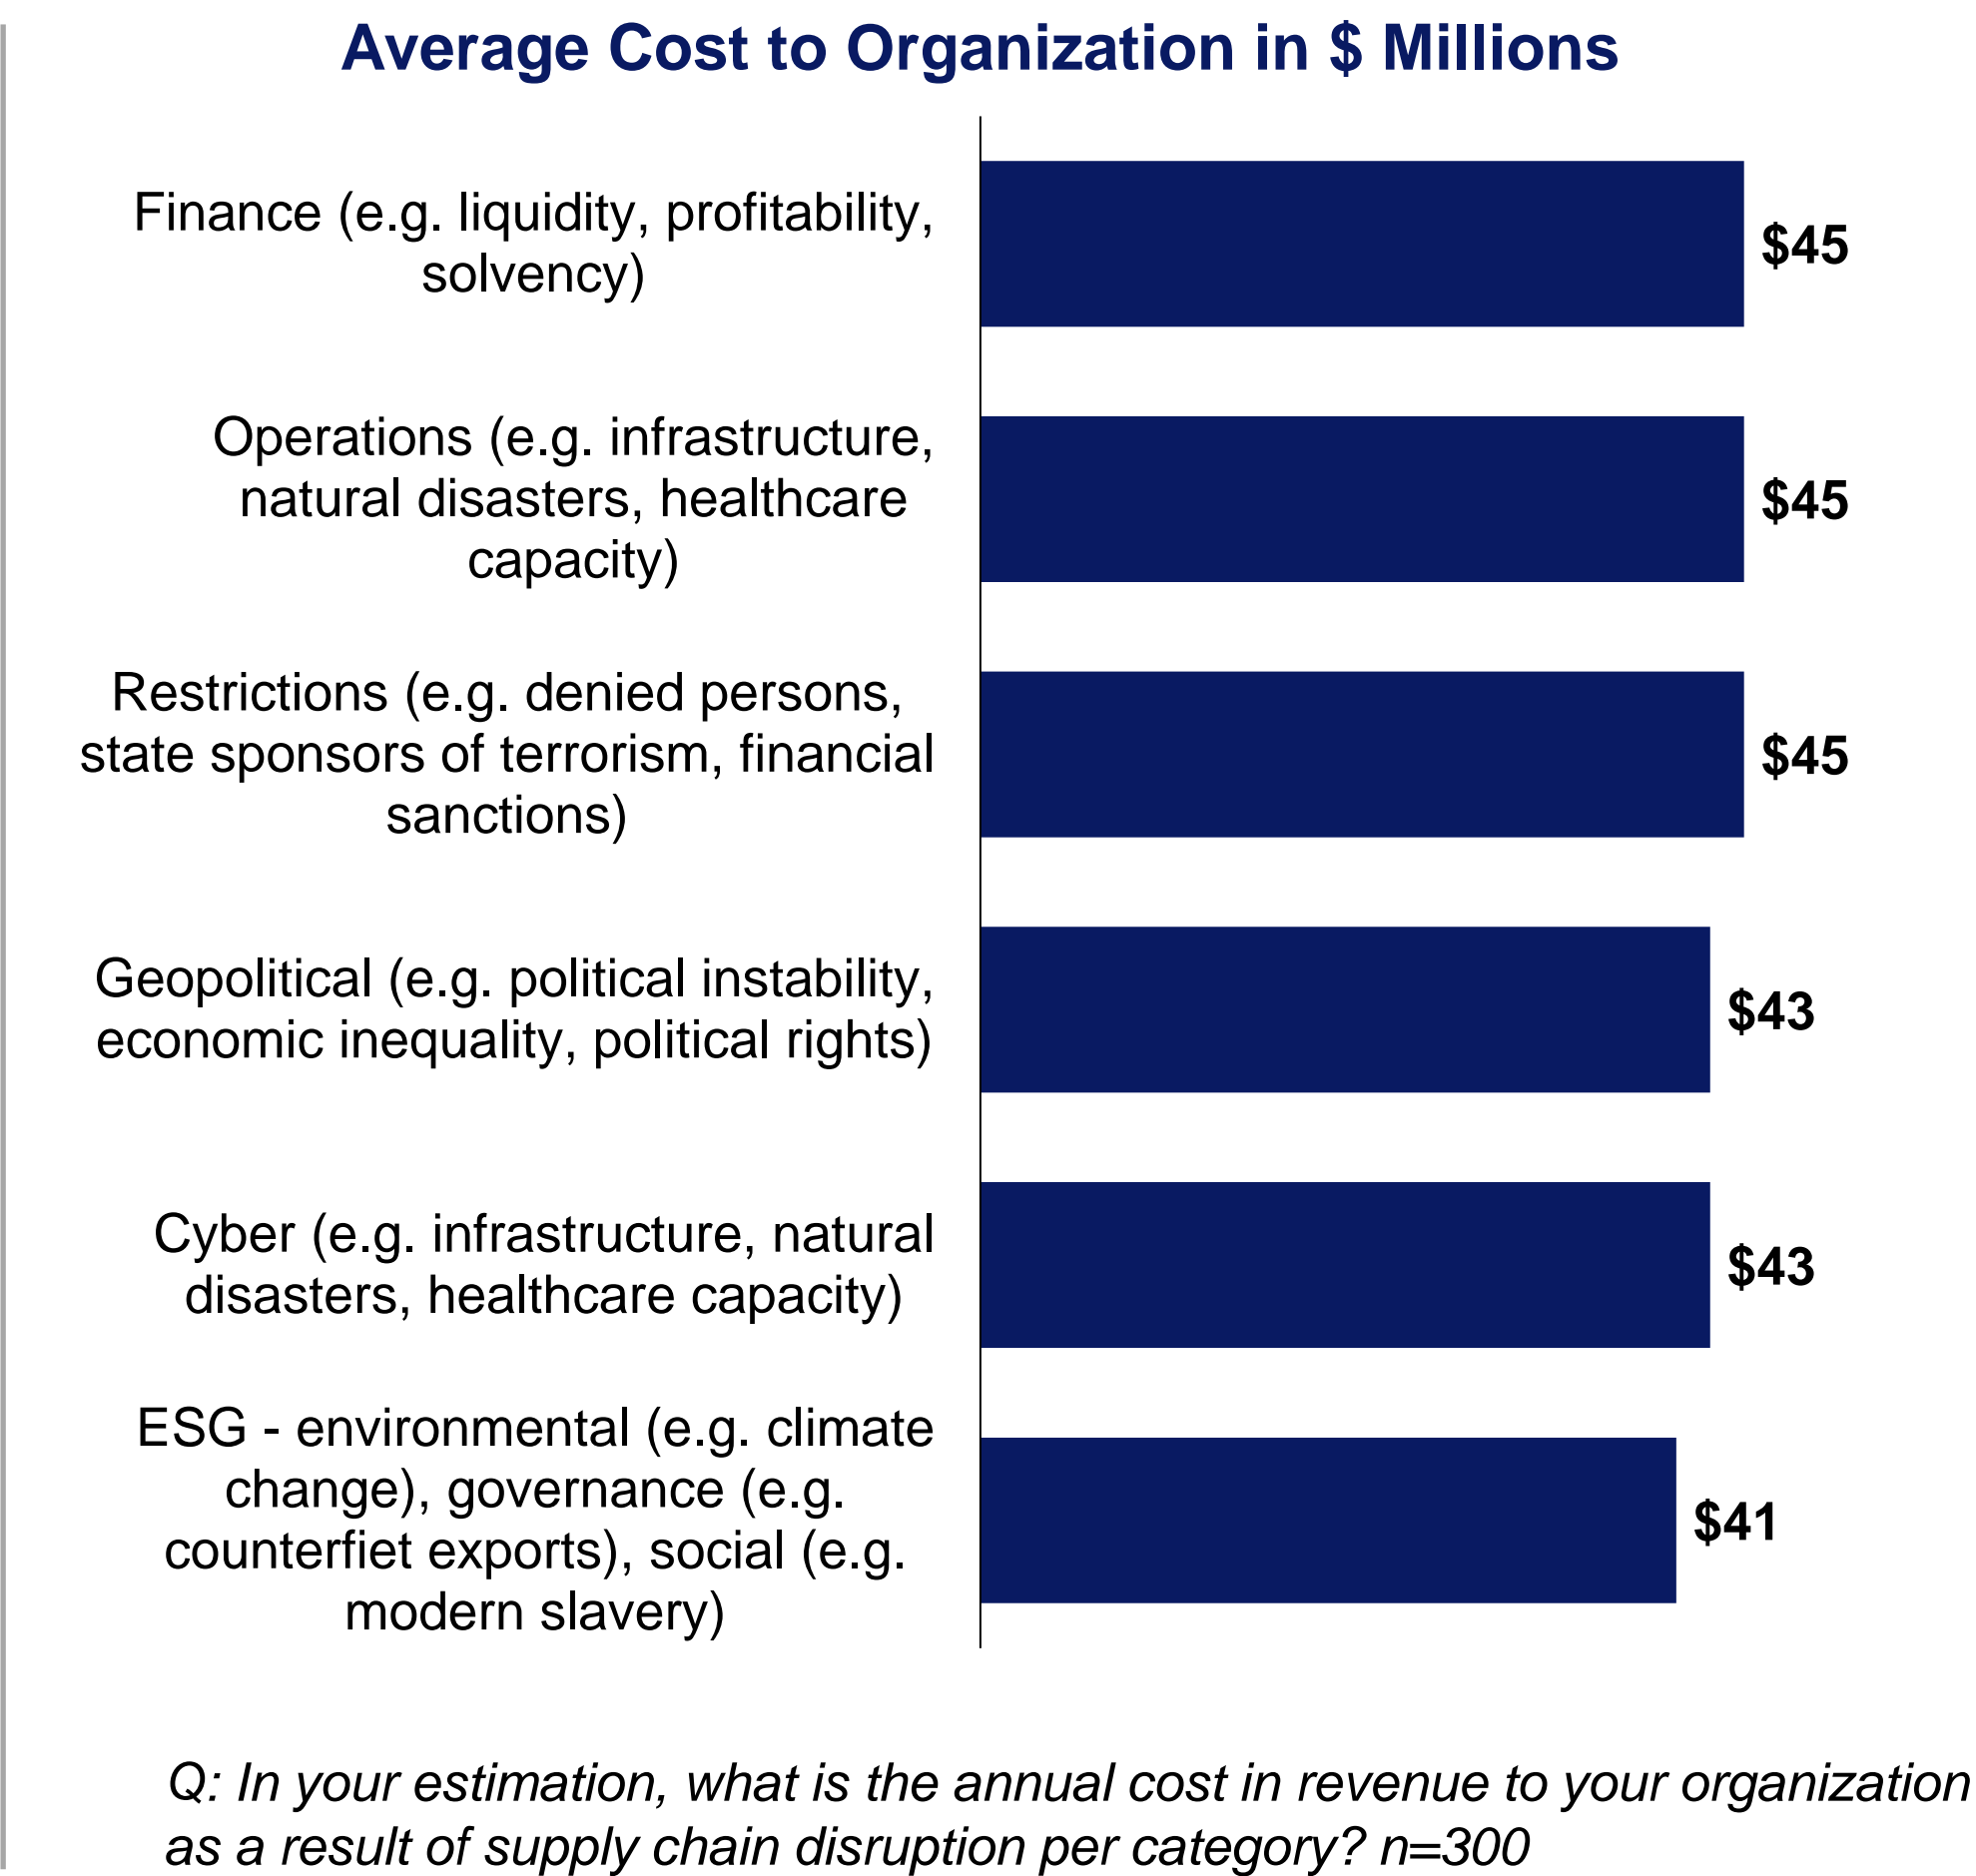 Average Cost to Organization in $ Millions
Finance (e.g. liquidity, profitability,
solvency)
$45
Operations (e.g. infrastructure,
natural disasters, healthcare
capacity)
$45
Restrictions (e.g. denied persons,
state sponsors of terrorism, financial
sanctions)
$45
Geopolitical (e.g. political instability,
economic inequality, political rights)
$43
Cyber (e.g. infrastructure, natural
disasters, healthcare capacity)
$43
ESG - environmental (e.g. climate
change), governance (e.g.
counterfiet exports), social (e.g.
modern slavery)
$41
Q: In your estimation, what is the annual cost in revenue to your organization
as a result of supply chain disruption per category? n=300